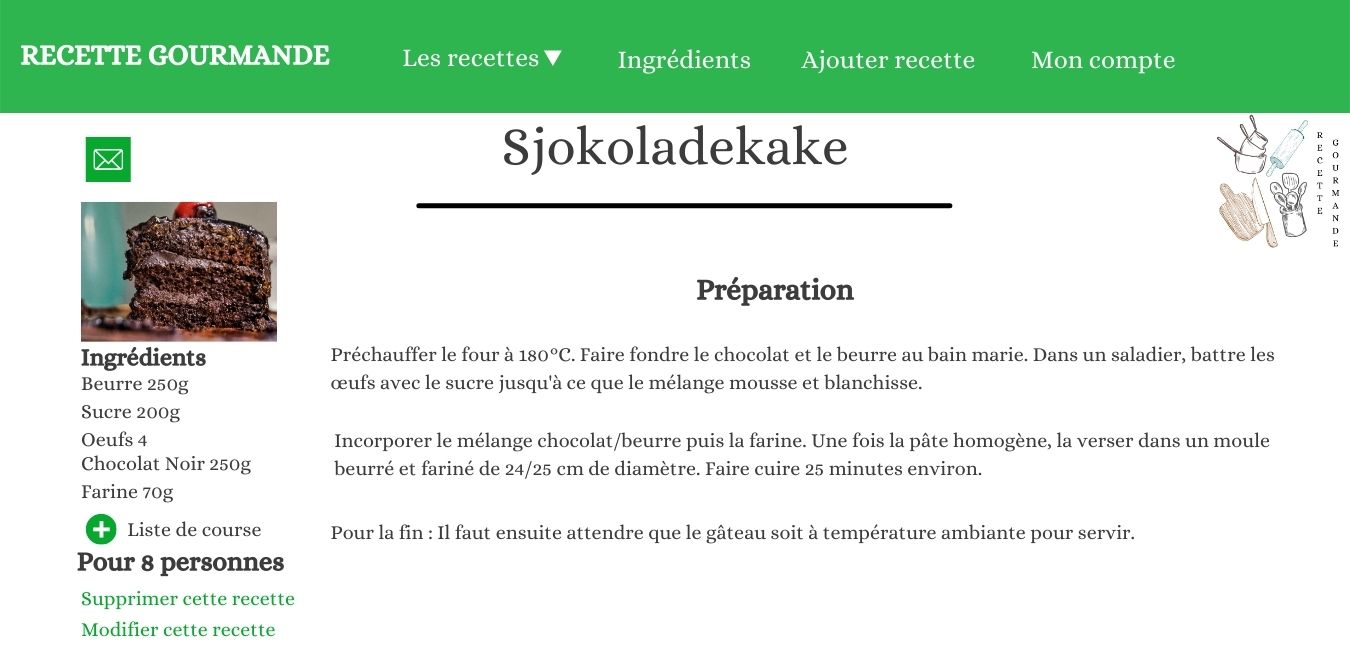 RECETTE GOURMANDE
Les recettes ▼
Ingrédients
Ajouter recette
Mon compte
Sjokoladekake
RECETTE
GOURMANDE
Ingrédients
Beurre 250g
Sucre 200g
Oeufs 4
Chocolat Noir 250g
Farine 70g
Liste de course
Pour 8 personnes
Supprimer cette recette
Modifier cette recette
Préparation
Préchauffer le four à 180°C. Faire fondre le chocolat et le beurre au bain marie. Dans un saladier, battre les
œufs avec le sucre jusqu'à ce que le mélange mousse et blanchisse.
Incorporer le mélange chocolat/beurre puis la farine. Une fois la pâte homogène, la verser dans un moule
beurré et fariné de 24/25 cm de diamètre. Faire cuire 25 minutes environ.
Pour la fin : Il faut ensuite attendre que le gâteau soit à température ambiante pour servir.